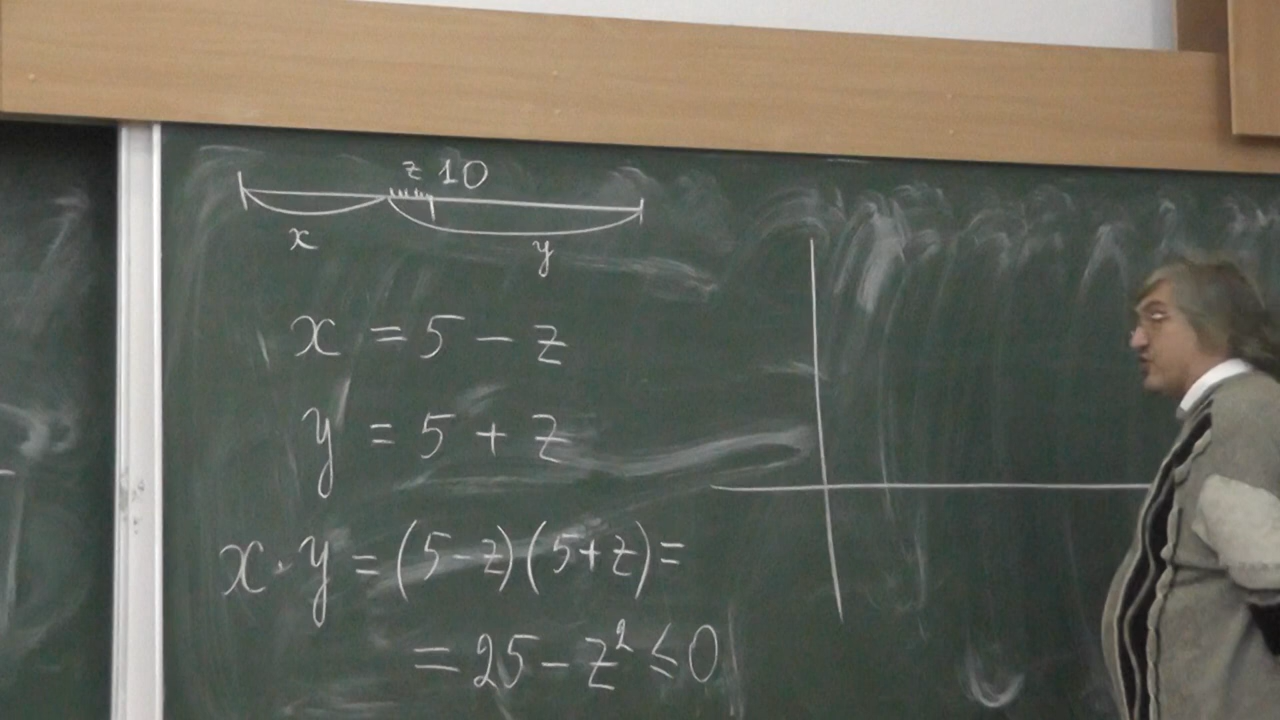 z 10
x y
x = 5 - z
y = 5 + z
x · y = (5-z)(5+z)=
= 25 - z² ≤ 0